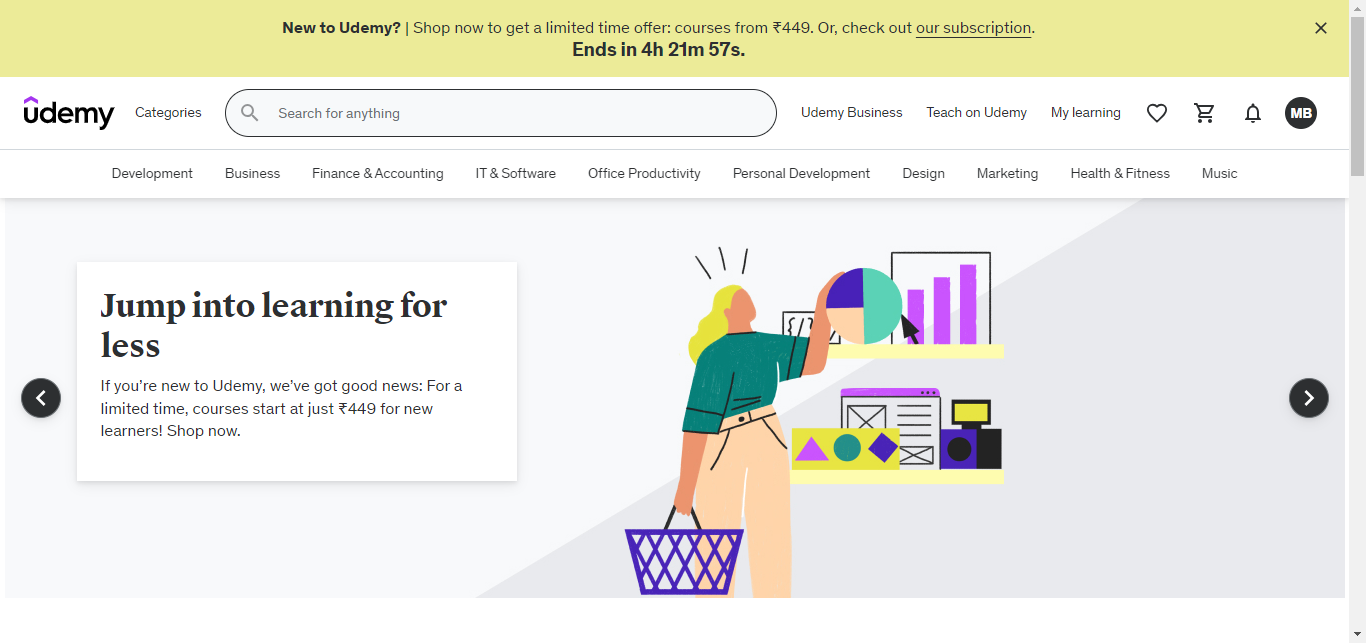 New to Udemy? | Shop now to get a limited time offer: courses from ₹449. Or, check out our subscription.
Ends in 4h 21m 57s.
udemy
Categories
Search for anything
Udemy Business
Teach on Udemy
My learning
MB
Development
Business
Finance & Accounting
IT & Software
Office Productivity
Personal Development
Design
Marketing
Health & Fitness
Music
Jump into learning for
less
If you’re new to Udemy, we’ve got good news: For a
limited time, courses start at just ₹449 for new
learners! Shop now.